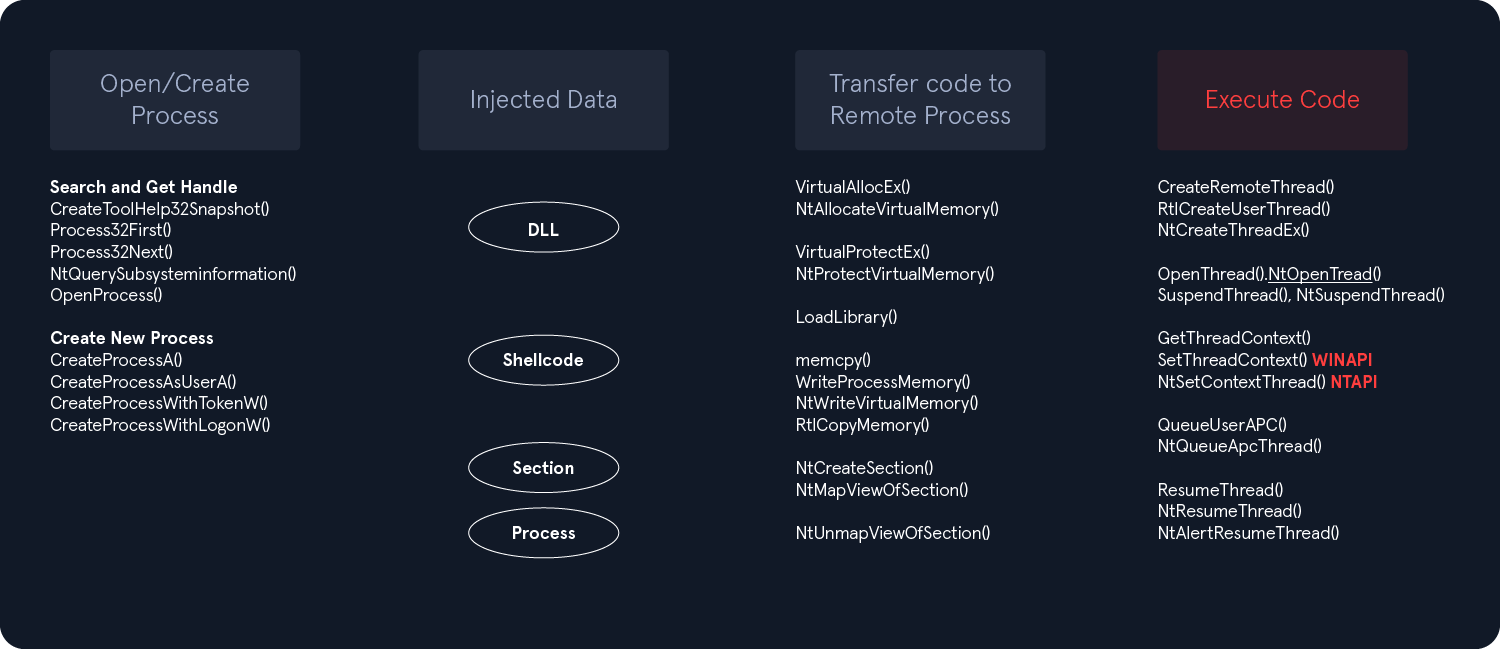 Open/Create
Process
Search and Get Handle
CreateToolHelp32Snapshot()
Process32First()
Process32Next()
NtQuerySubsysteminformation()
OpenProcess()
Create New Process
CreateProcessA()
CreateProcessAsUserA()
CreateProcessWithTokenW()
CreateProcessWithLogonW()
Injected Data
DLL
Shellcode
Section
Process
Transfer code to
Remote Process
VirtualAllocEx()
NtAllocateVirtualMemory()
VirtualProtectEx()
NtProtectVirtualMemory()
LoadLibrary()
memcpy()
WriteProcessMemory()
NtWriteVirtualMemory()
RtlCopyMemory()
NtCreateSection()
NtMapViewOfSection()
NtUnmapViewOfSection()
Execute Code
CreateRemoteThread()
RtlCreateUserThread()
NtCreateThreadEx()
OpenThread().NtOpenTread()
SuspendThread(), NtSuspendThread()
GetThreadContext()
SetThreadContext() WINAPI
NtSetContextThread() NTAPI
QueueUserAPC()
NtQueueApcThread()
ResumeThread()
NtResumeThread()
NtAlertResumeThread()